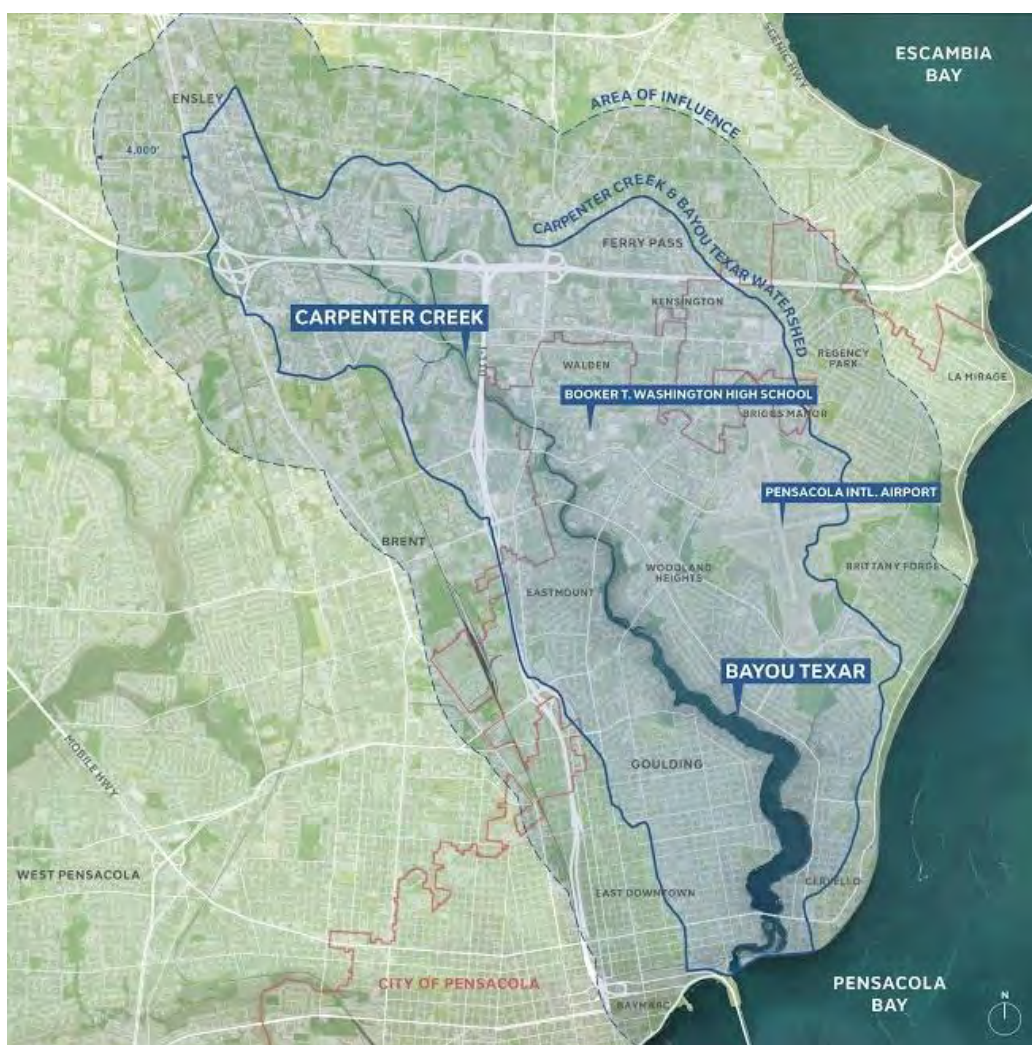 ESCAMBIA
BAY
SCENIC HWY
ENSLEY
AREA OF INFLUENCE
4,000'
CARPENTER CREEK & BAYOU TEXAR WATERSHED
FERRY PASS
KENSINGTON
CARPENTER CREEK
WALDEN
REGENCY
PARK
LA MIRAGE
BOOKER T. WASHINGTON HIGH SCHOOL
BRIGGS MANOR
PENSACOLA INTL. AIRPORT
BRENT
WOODLAND
HEIGHTS
BRITTANY FORGE
EASTMOUNT
BAYOU TEXAR
MOBILE HWY
GOULDING
WEST PENSACOLA
EAST DOWNTOWN
CITY OF PENSACOLA
PENSACOLA
BAY
N